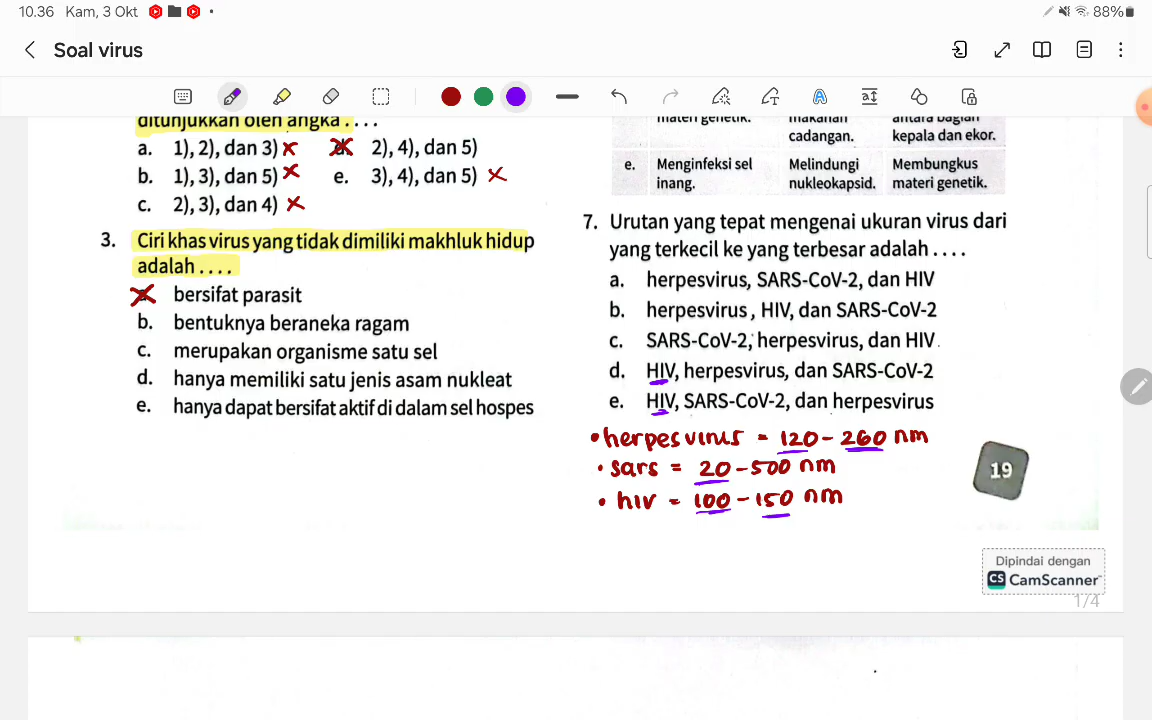 10.36 Kam, 3 Okt
88%
Soal virus
ditunjukkan oleh angka . . . .
a. 1), 2), dan 3) x
d. 2), 4), dan 5)
b. 1), 3), dan 5) x
e. 3), 4), dan 5) x
c. 2), 3), dan 4) x
3. Ciri khas virus yang tidak dimiliki makhluk hidup
adalah . . . .
a. bersifat parasit
b. bentuknya beraneka ragam
c. merupakan organisme satu sel
d. hanya memiliki satu jenis asam nukleat
e. hanya dapat bersifat aktif di dalam sel hospes
materi genetik.
makanan
cadangan.
antara bagian
kepala dan ekor.
e. Menginfeksi sel
inang.
Melindungi
nukleokapsid.
Membungkus
materi genetik.
7. Urutan yang tepat mengenai ukuran virus dari
yang terkecil ke yang terbesar adalah . . . .
a. herpesvirus, SARS-CoV-2, dan HIV
b. herpesvirus , HIV, dan SARS-CoV-2
c. SARS-CoV-2, herpesvirus, dan HIV.
d. HIV, herpesvirus, dan SARS-CoV-2
e. HIV, SARS-CoV-2, dan herpesvirus
• herpesvirus = 120 - 260 nm
• sars = 20 - 500 nm
• hiv = 100 - 150 nm
19
Dipindai dengan
CS CamScanner
1/4